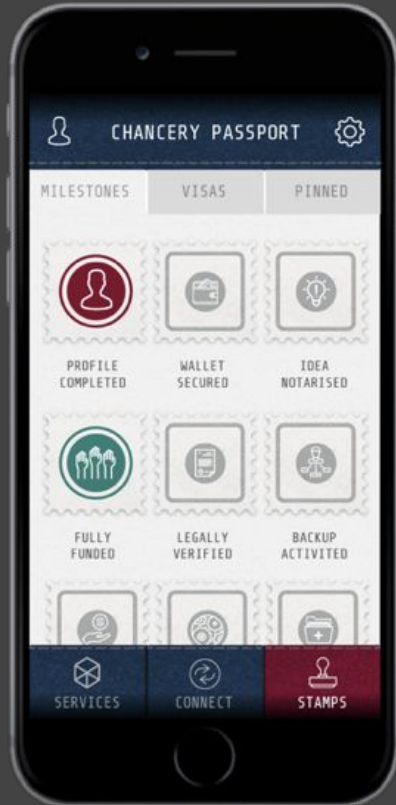 CHANCERY PASSPORT
MILESTONES
VISAS
PINNED
PROFILE
COMPLETED
WALLET
SECURED
IDEA
NOTARISED
FULLY
FUNDED
LEGALLY
VERIFIED
BACKUP
ACTIVITED
SERVICES
CONNECT
STAMPS